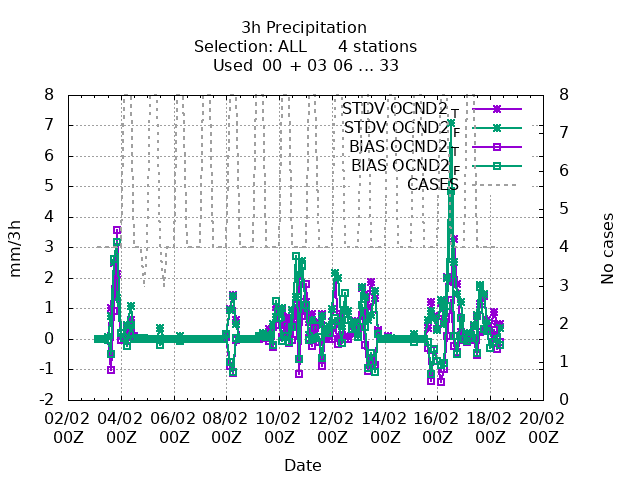 3h Precipitation
Selection: ALL 4 stations
Used 00 + 03 06 ... 33
mm/3h
8
7
6
5
4
3
2
1
0
-1
-2
STDV OCND2_T
STDV OCND2_F
BIAS OCND2_T
BIAS OCND2_F
CASES
8
7
6
5
4
3
2
1
0
No cases
02/02 04/02 06/02 08/02 10/02 12/02 14/02 16/02 18/02 20/02
00Z 00Z 00Z 00Z 00Z 00Z 00Z 00Z 00Z 00Z
Date